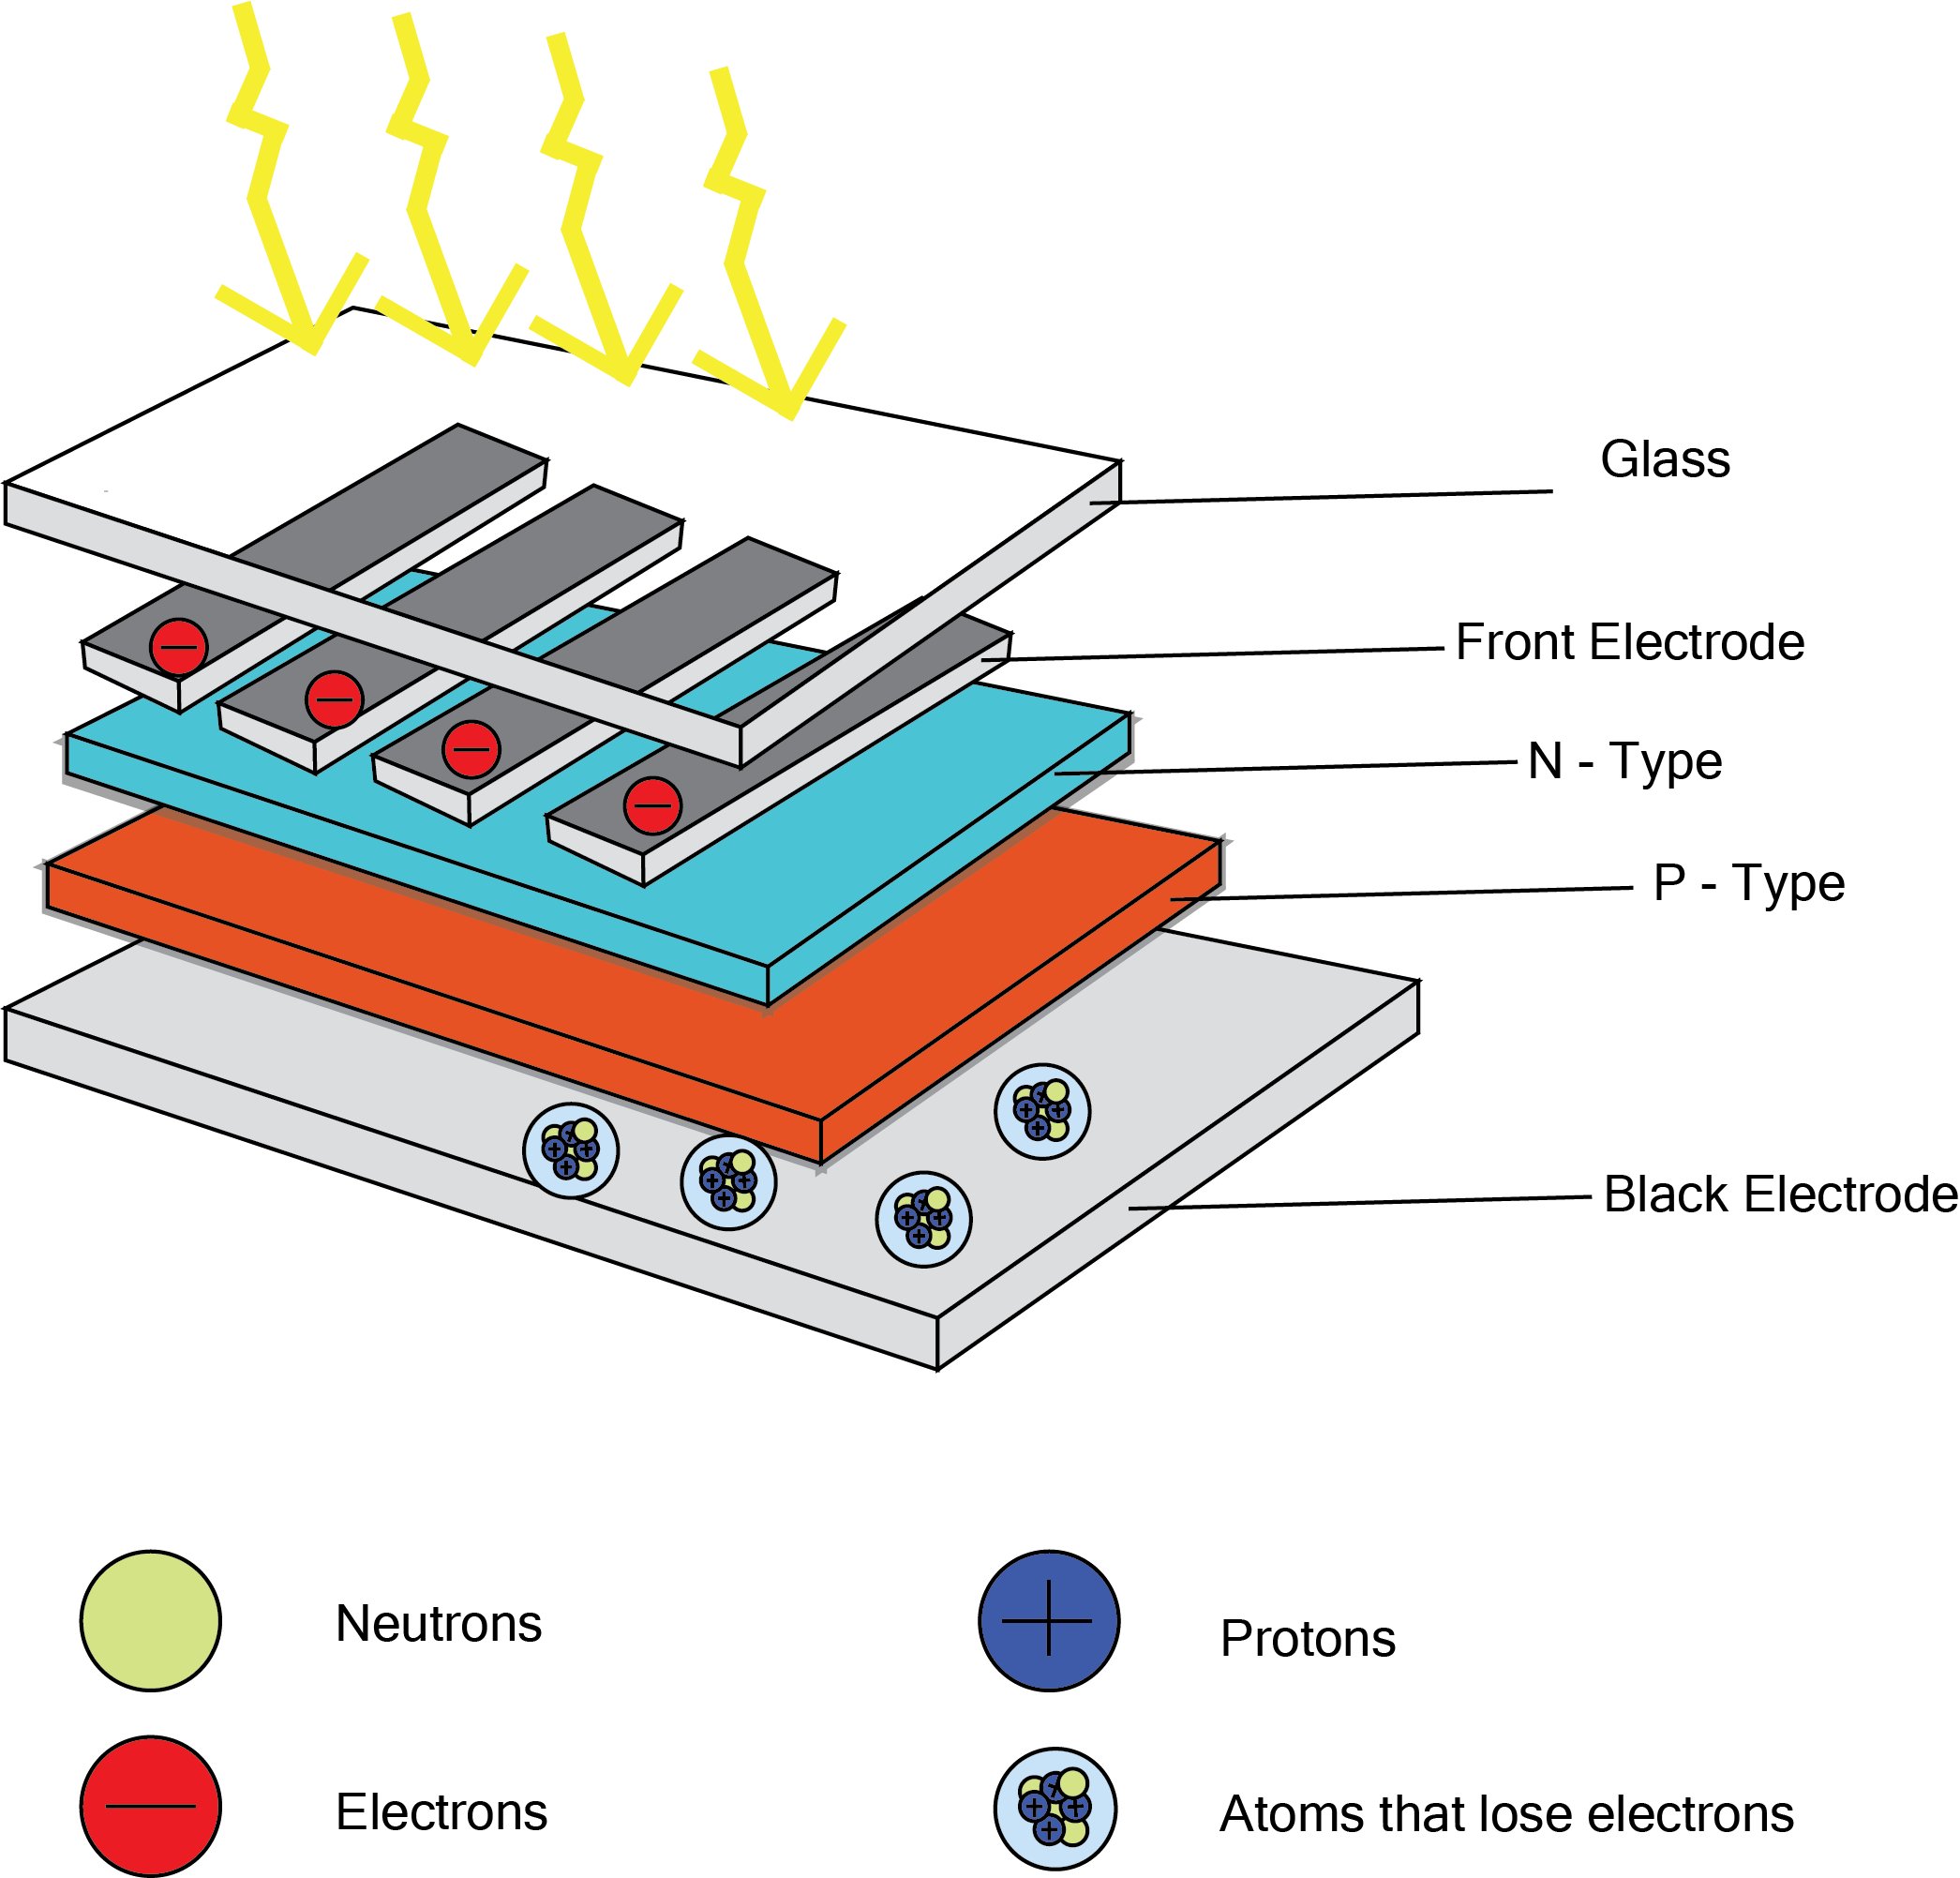 Glass
Front Electrode
N - Type
P - Type
Black Electrode
Neutrons
Protons
Electrons
Atoms that lose electrons